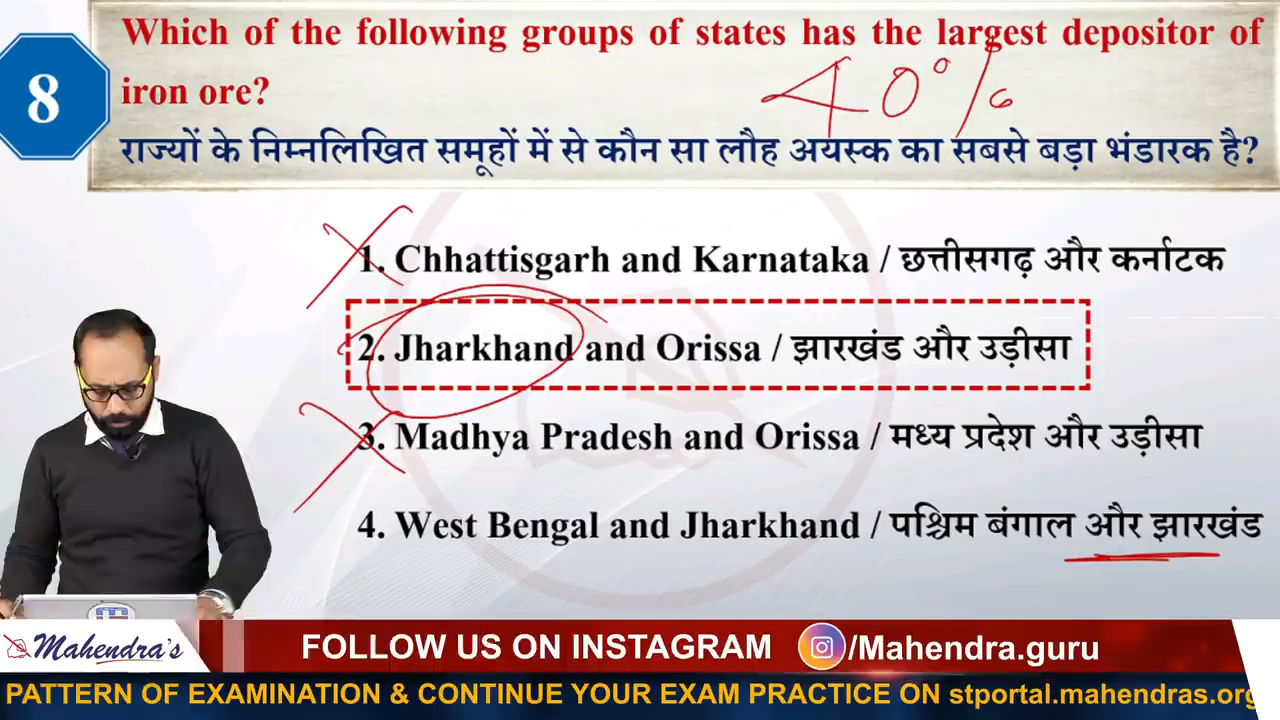 Which of the following groups of states has the largest depositor of
iron ore?
40%
राज्यों के निम्नलिखित समूहों में से कौन सा लौह अयस्क का सबसे बड़ा भंडारक है?
8
1. Chhattisgarh and Karnataka / छत्तीसगढ़ और कर्नाटक
2. Jharkhand and Orissa / झारखंड और उड़ीसा
3. Madhya Pradesh and Orissa / मध्य प्रदेश और उड़ीसा
4. West Bengal and Jharkhand / पश्चिम बंगाल और झारखंड
Mahendra's
FOLLOW US ON INSTAGRAM /Mahendra.guru
PATTERN OF EXAMINATION & CONTINUE YOUR EXAM PRACTICE ON stportal.mahendras.org